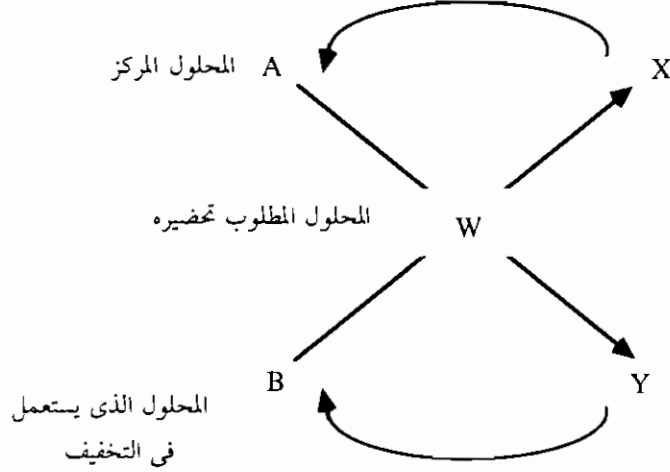 المحلول المركز A X
المحلول المطلوب تحضيره W
B Y
المحلول الذى يستعمل
فى التخفيف